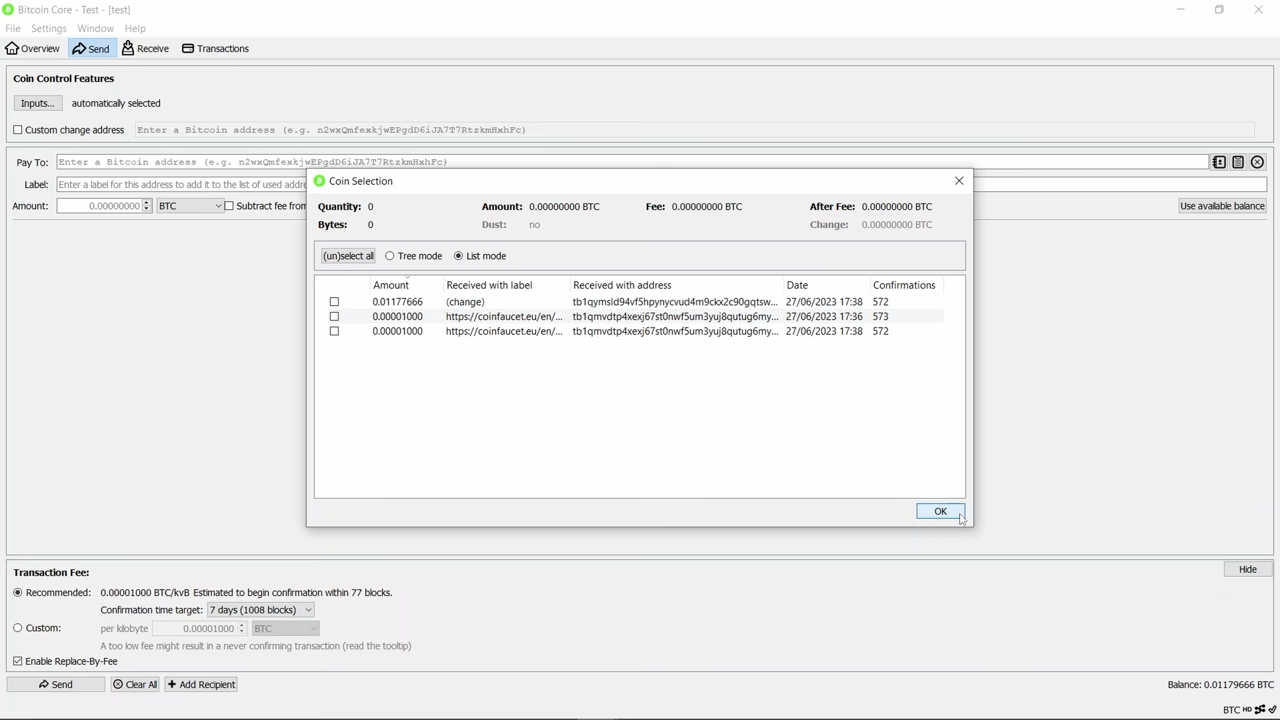 Bitcoin Core - Test - [test]
File Settings Window Help
Overview Send Receive Transactions
Coin Control Features
Inputs... automatically selected
Custom change address Enter a Bitcoin address (e.g. n2wxQmfexkjwEPgdD6iJA7T7RtzkmHxhFc)
Pay To: Enter a Bitcoin address (e.g. n2wxQmfexkjwEPgdD6iJA7T7RtzkmHxhFc)
Label: Enter a label for this address to add it to the list of used addre
Amount: 0.00000000 BTC Subtract fee from Use available balance
Coin Selection
Quantity: 0 Amount: 0.00000000 BTC Fee: 0.00000000 BTC After Fee: 0.00000000 BTC
Bytes: 0 Dust: no Change: 0.00000000 BTC
(un)select all Tree mode List mode
Amount Received with label Received with address Date Confirmations
0.01177666 (change) tb1qymsld94vf5hpynycvud4m9ckx2c90gqtsw... 27/06/2023 17:38 572
0.00001000 https://coinfaucet.eu/en/... tb1qmvdtp4xexj67st0nwf5um3yuj8qutug6my... 27/06/2023 17:36 573
0.00001000 https://coinfaucet.eu/en/... tb1qmvdtp4xexj67st0nwf5um3yuj8qutug6my... 27/06/2023 17:38 572
OK
Transaction Fee: Hide
Recommended: 0.00001000 BTC/kvB Estimated to begin confirmation within 77 blocks.
Confirmation time target: 7 days (1008 blocks)
Custom: per kilobyte 0.00001000 BTC
A too low fee might result in a never confirming transaction (read the tooltip)
Enable Replace-By-Fee
Send Clear All Add Recipient Balance: 0.01179666 BTC
BTC HD